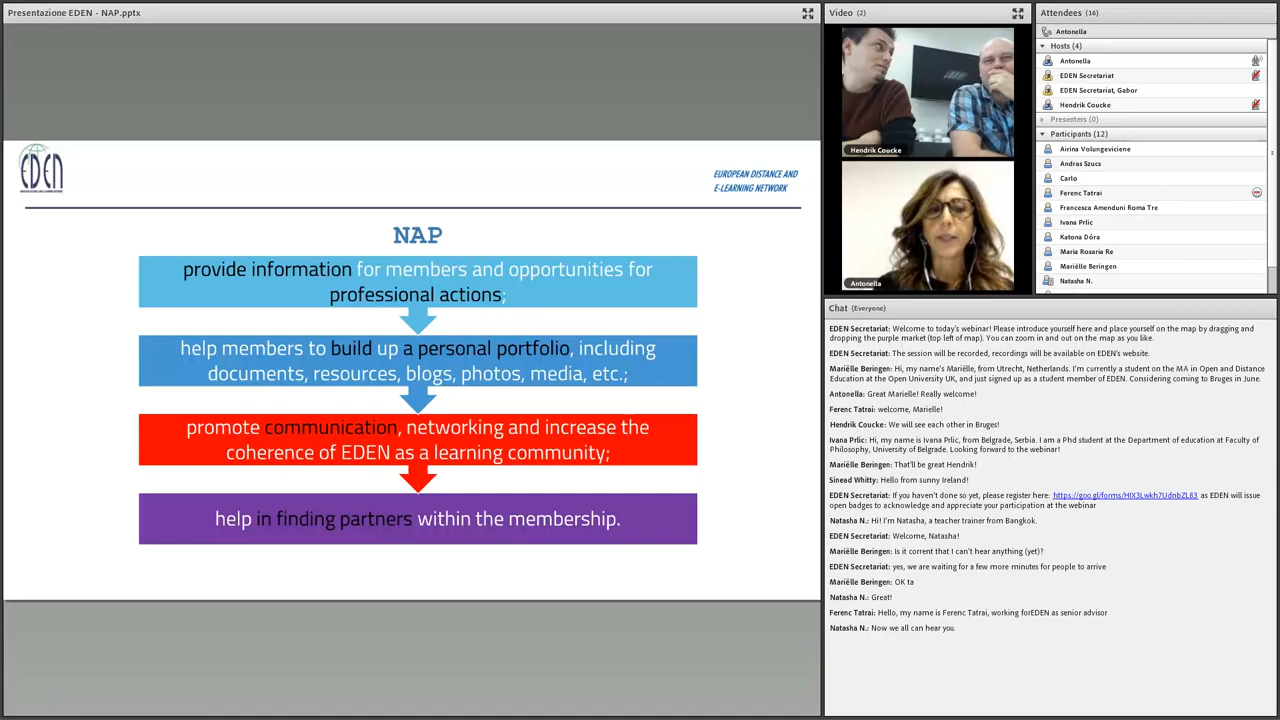 Presentazione EDEN - NAP.pptx
EDEN
EUROPEAN DISTANCE AND
E-LEARNING NETWORK
NAP
provide information for members and opportunities for
professional actions;
help members to build up a personal portfolio, including
documents, resources, blogs, photos, media, etc.;
promote communication, networking and increase the
coherence of EDEN as a learning community;
help in finding partners within the membership.
Video (2)
Hendrik Coucke
Antonella
Attendees (16)
Antonella
Hosts (4)
Antonella
EDEN Secretariat
EDEN Secretariat, Gabor
Hendrik Coucke
Presenters (0)
Participants (12)
Airina Volungeviciene
Andras Szucs
Carlo
Ferenc Tatrai
Francesca Amenduni Roma Tre
Ivana Prlic
Katona Dóra
Maria Rosaria Re
Mariëlle Beringen
Natasha N.
Chat (Everyone)
EDEN Secretariat: Welcome to today's webinar! Please introduce yourself here and place yourself on the map by dragging and
dropping the purple market (top left of map). You can zoom in and out on the map as you like.
EDEN Secretariat: The session will be recorded, recordings will be available on EDEN's website.
Mariëlle Beringen: Hi, my name's Mariëlle, from Utrecht, Netherlands. I'm currently a student on the MA in Open and Distance
Education at the Open University UK, and just signed up as a student member of EDEN. Considering coming to Bruges in June.
Antonella: Great Marielle! Really welcome!
Ferenc Tatrai: welcome, Marielle!
Hendrik Coucke: We will see each other in Bruges!
Ivana Prlic: Hi, my name is Ivana Prlic, from Belgrade, Serbia. I am a Phd student at the Department of education at Faculty of
Philosophy, University of Belgrade. Looking forward to the webinar!
Mariëlle Beringen: That'll be great Hendrik!
Sinead Whitty: Hello from sunny Ireland!
EDEN Secretariat: If you haven't done so yet, please register here: https://goo.gl/forms/HIX3Lwkh7UdnbZL83 as EDEN will issue
open badges to acknowledge and appreciate your participation at the webinar
Natasha N.: Hi! I'm Natasha, a teacher trainer from Bangkok.
EDEN Secretariat: Welcome, Natasha!
Mariëlle Beringen: Is it corrent that I can't hear anything (yet)?
EDEN Secretariat: yes, we are waiting for a few more minutes for people to arrive
Mariëlle Beringen: OK ta
Natasha N.: Great!
Ferenc Tatrai: Hello, my name is Ferenc Tatrai, working forEDEN as senior advisor
Natasha N.: Now we all can hear you.